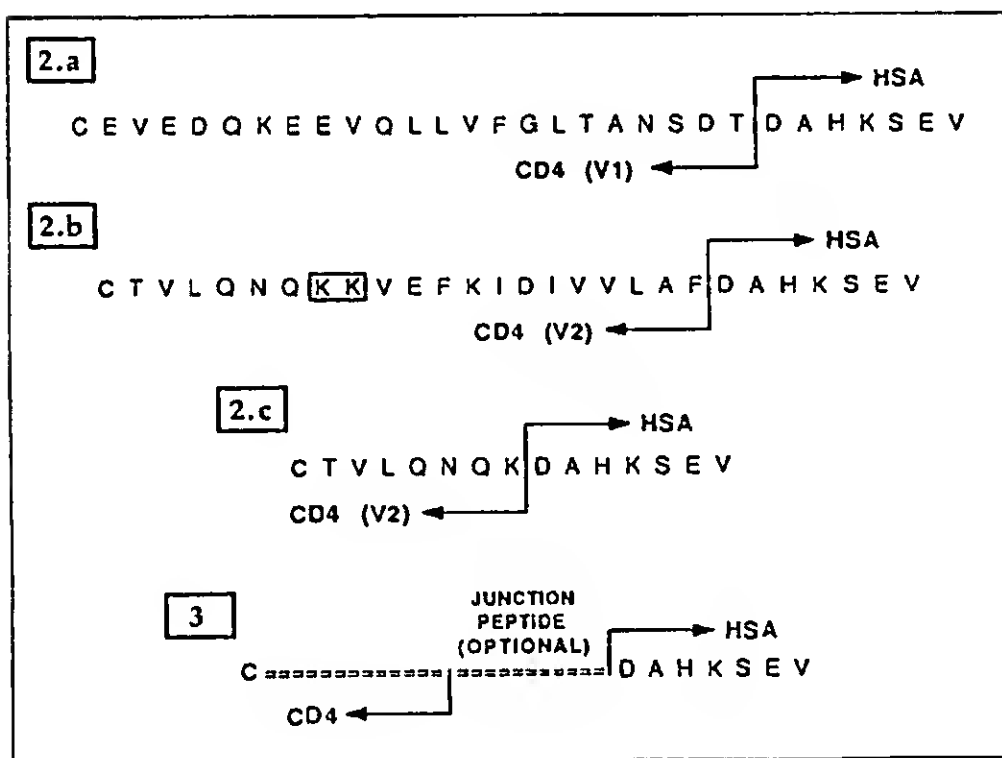 2.a
HSA
C E V E D Q K E E V Q L L V F G L T A N S D T D A H K S E V
CD4 (V1)
2.b
HSA
C T V L Q N Q K K V E F K I D I V V L A F D A H K S E V
CD4 (V2)
2.c
HSA
C T V L Q N Q K D A H K S E V
CD4 (V2)
3
JUNCTION
PEPTIDE
(OPTIONAL)
HSA
C D A H K S E V
CD4